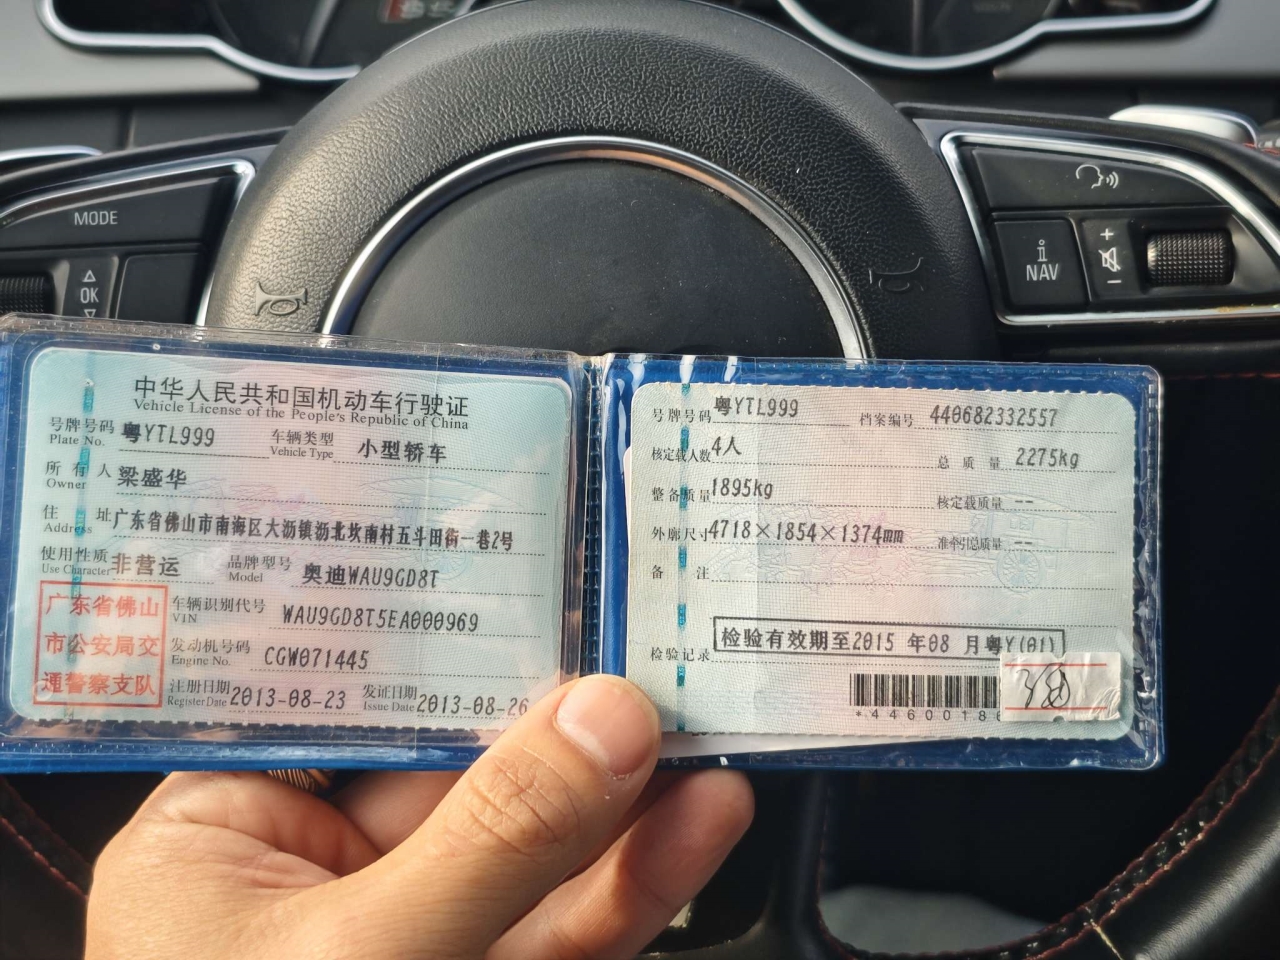 MODE
OK
NAV
中华人民共和国机动车行驶证
Vehicle License of the People's Republic of China
号牌号码 粤YTL999 车辆类型 小型轿车
Plate No. Vehicle Type
所有人 梁盛华
Owner
住址 广东省佛山市南海区大沥镇沥北坎南村五斗田街一巷2号
Address
使用性质 非营运 品牌型号 奥迪WAU9GD8T
Use Character Model
广东省佛山
市公安局交
通警察支队
车辆识别代号 WAU9GD8T5EA000969
VIN
发动机号码 CGW071445
Engine No.
注册日期 2013-08-23 发证日期 2013-08-26
Register Date Issue Date
号牌号码 粤YTL999 档案编号 440682332557
核定载人数 4人 总质量 2275kg
整备质量 1895kg 核定载质量 --
外廓尺寸 4718×1854×1374mm 准牵引总质量 --
备注
检验记录 检验有效期至2015 年08 月粤Y(01)
*4460018